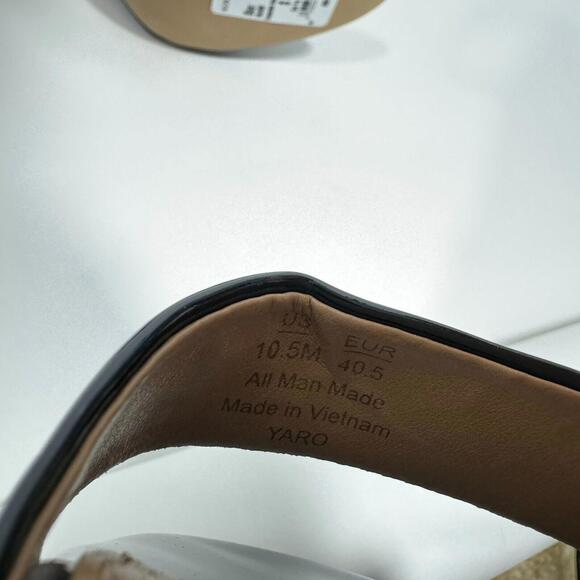 US EUR
10.5M 40.5
All Man Made
Made in Vietnam
YARO